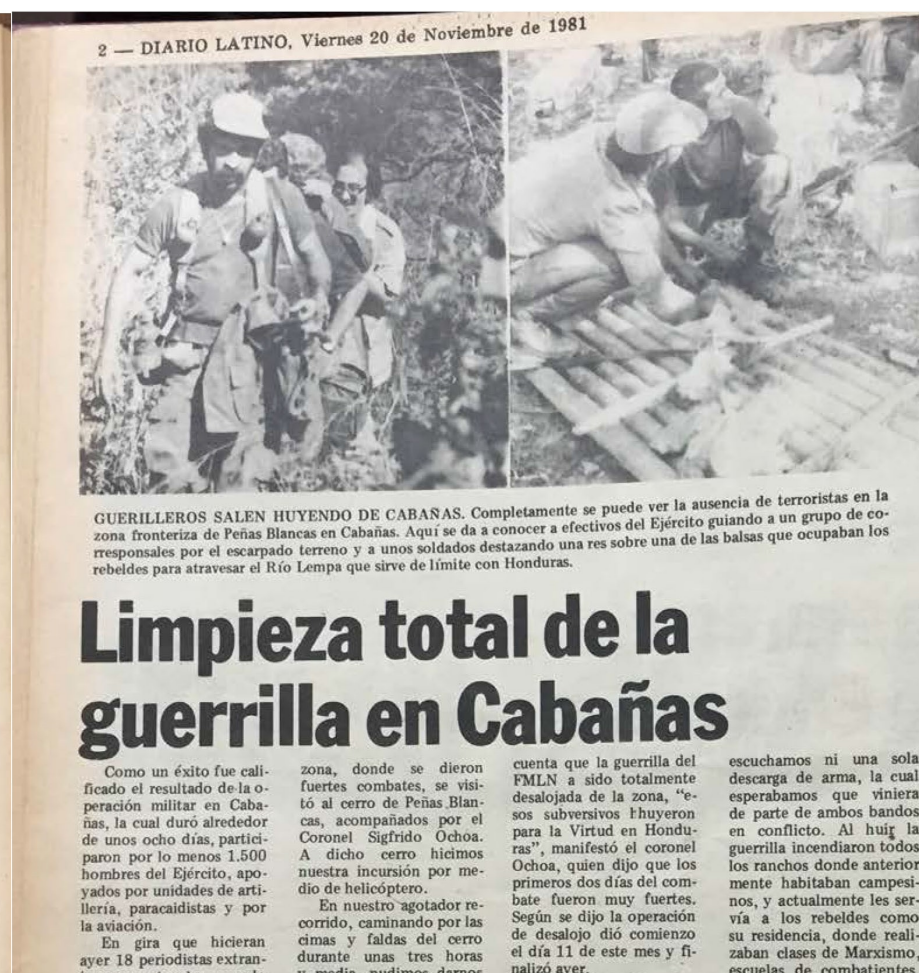 2 — DIARIO LATINO, Viernes 20 de Noviembre de 1981
GUERILLEROS SALEN HUYENDO DE CABAÑAS. Completamente se puede ver la ausencia de terroristas en la
zona fronteriza de Peñas Blancas en Cabañas. Aquí se da a conocer a efectivos del Ejército guiando a un grupo de co-
rresponsales por el escarpado terreno y a unos soldados destazando una res sobre una de las balsas que ocupaban los
rebeldes para atravesar el Río Lempa que sirve de límite con Honduras.
Limpieza total de la
guerrilla en Cabañas
Como un éxito fue cali-
ficado el resultado de la o-
peración militar en Caba-
ñas, la cual duró alrededor
de unos ocho días, partici-
paron por lo menos 1.500
hombres del Ejército, apo-
yados por unidades de arti-
llería, paracaidistas y por
la aviación.
En gira que hicieran
ayer 18 periodistas extran-
zona, donde se dieron
fuertes combates, se visi-
tó al cerro de Peñas Blan-
cas, acompañados por el
Coronel Sigfrido Ochoa.
A dicho cerro hicimos
nuestra incursión por me-
dio de helicóptero.
En nuestro agotador re-
corrido, caminando por las
cimas y faldas del cerro
durante unas tres horas
y media, pudimos darnos
cuenta que la guerrilla del
FMLN a sido totalmente
desalojada de la zona, “e-
sos subversivos huyeron
para la Virtud en Hondu-
ras”, manifestó el coronel
Ochoa, quien dijo que los
primeros dos días del com-
bate fueron muy fuertes.
Según se dijo la operación
de desalojo dió comienzo
el día 11 de este mes y fi-
nalizó ayer.
escuchamos ni una sola
descarga de arma, la cual
esperabamos que viniera
de parte de ambos bandos
en conflicto. Al huir la
guerrilla incendiaron todos
los ranchos donde anterior
mente habitaban campesi-
nos, y actualmente les ser-
vía a los rebeldes como
su residencia, donde reali-
zaban clases de Marxismo,
escuelas de combatientes,